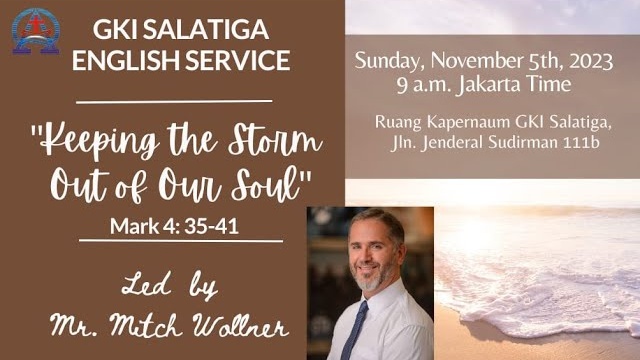 GKI SALATIGA
ENGLISH SERVICE
"Keeping the Storm
Out of Our Soul"
Mark 4: 35-41
Led by
Mr. Mitch Wollner
Sunday, November 5th, 2023
9 a.m. Jakarta Time
Ruang Kapernaum GKI Salatiga,
Jln. Jenderal Sudirman 111b